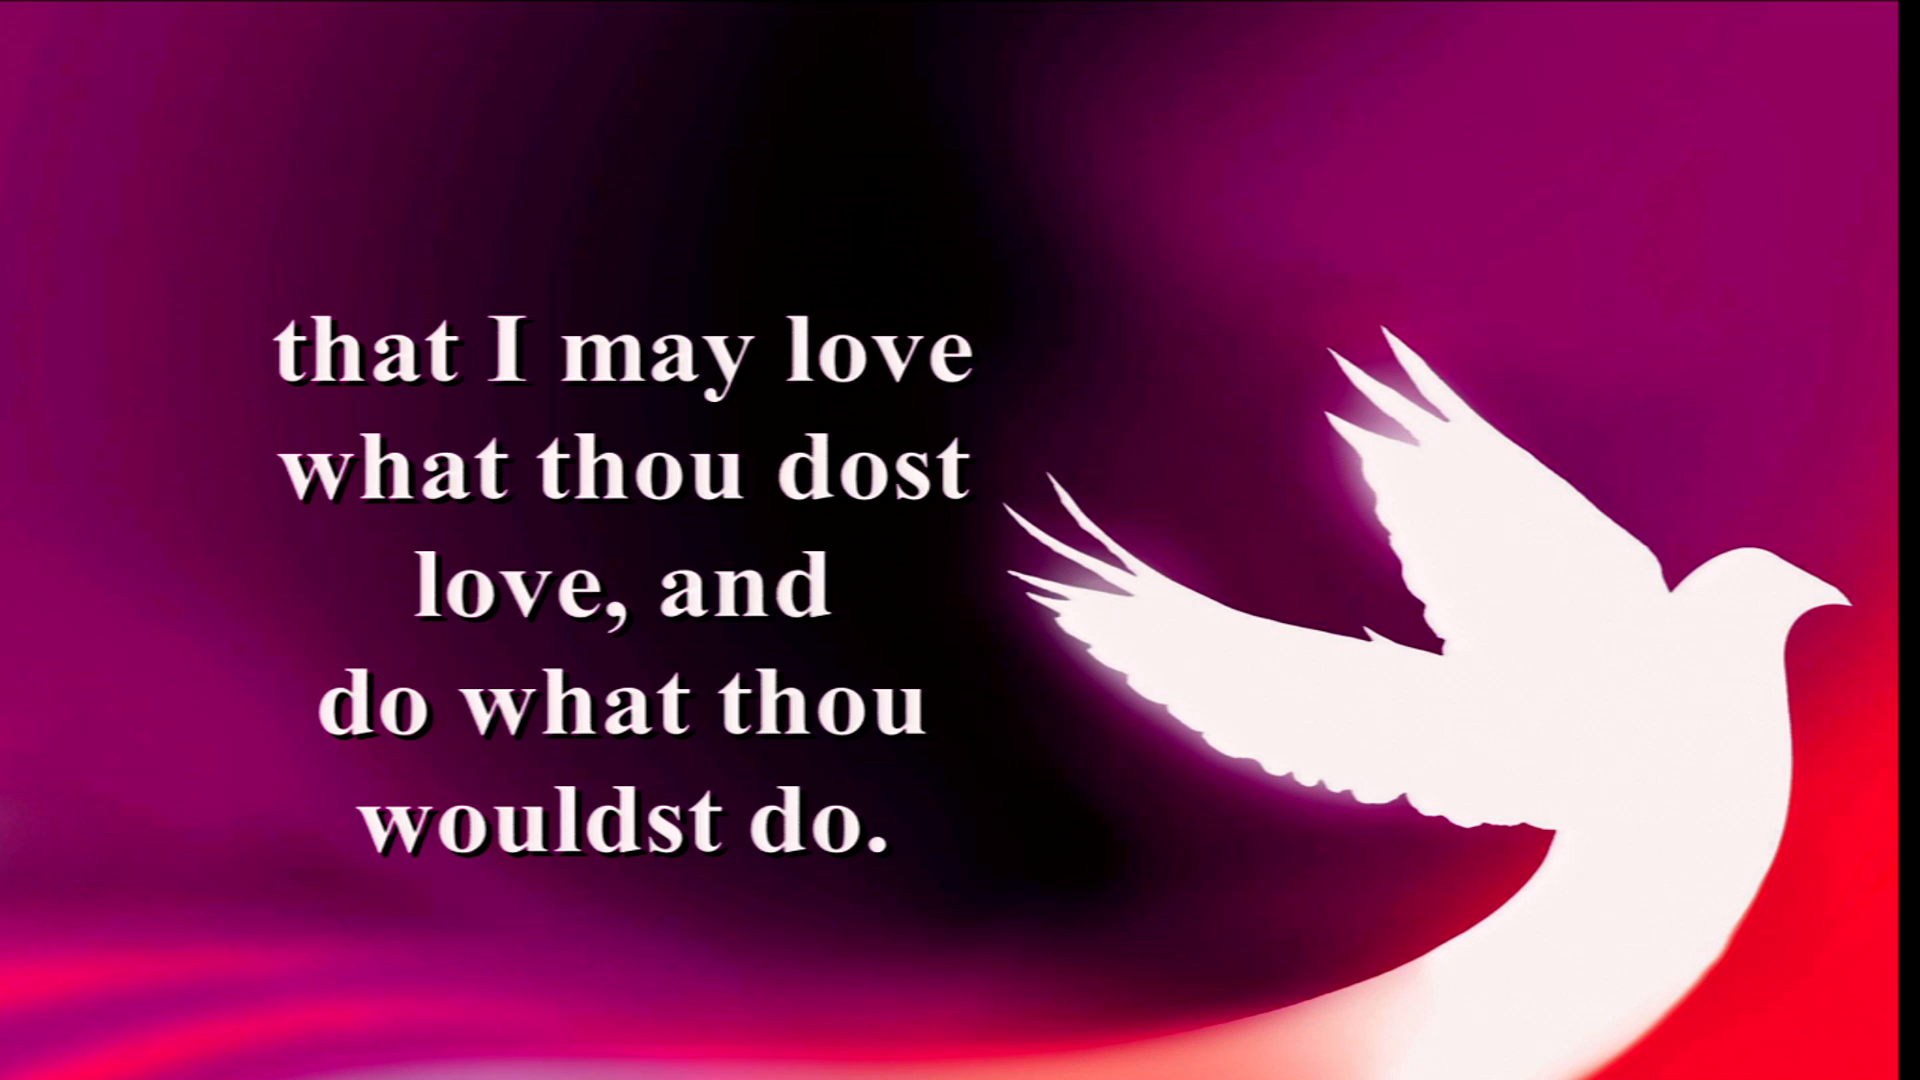 that I may love
what thou dost
love, and
do what thou
wouldst do.